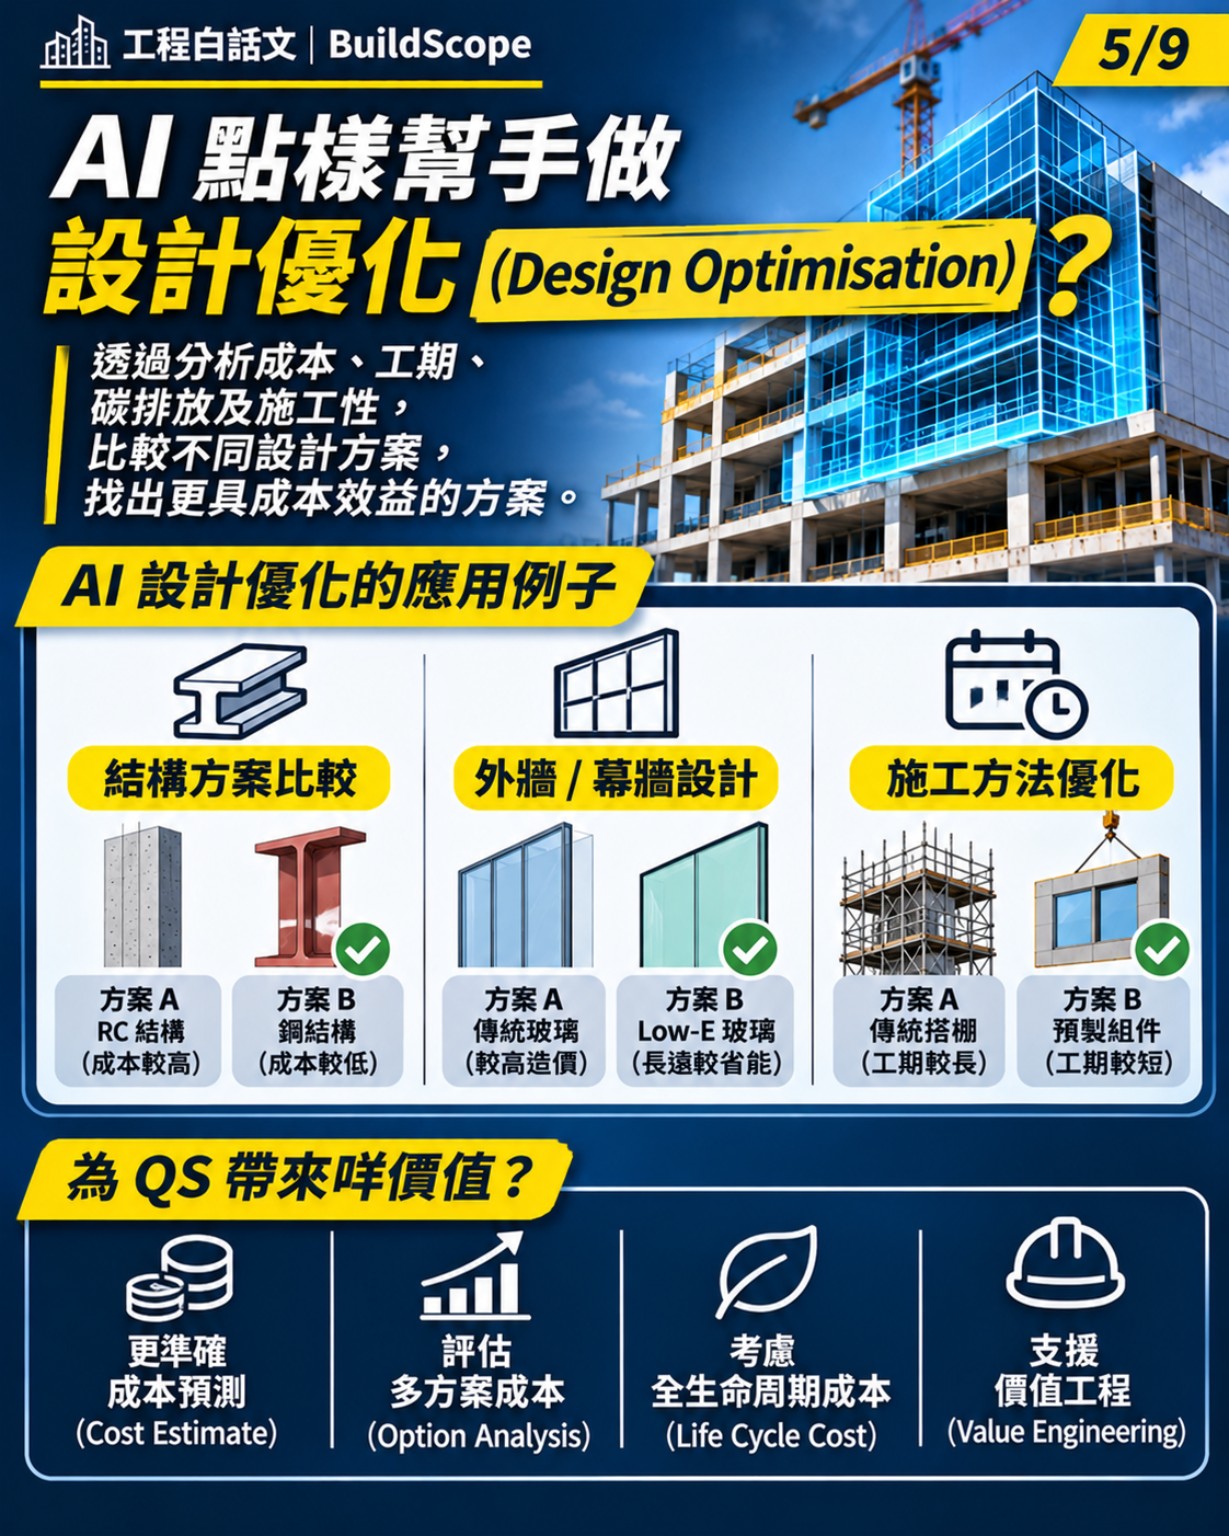 工程白話文 | BuildScope
5/9
AI 點樣幫手做
設計優化 (Design Optimisation)?
透過分析成本、工期、
碳排放及施工性，
比較不同設計方案，
找出更具成本效益的方案。
AI 設計優化的應用例子
結構方案比較
方案 A
RC 結構
(成本較高)
方案 B
鋼結構
(成本較低)
外牆 / 幕牆設計
方案 A
傳統玻璃
(較高造價)
方案 B
Low-E 玻璃
(長遠較省能)
施工方法優化
方案 A
傳統搭棚
(工期較長)
方案 B
預製組件
(工期較短)
為 QS 帶來咩價值？
更準確
成本預測
(Cost Estimate)
評估
多方案成本
(Option Analysis)
考慮
全生命周期成本
(Life Cycle Cost)
支援
價值工程
(Value Engineering)